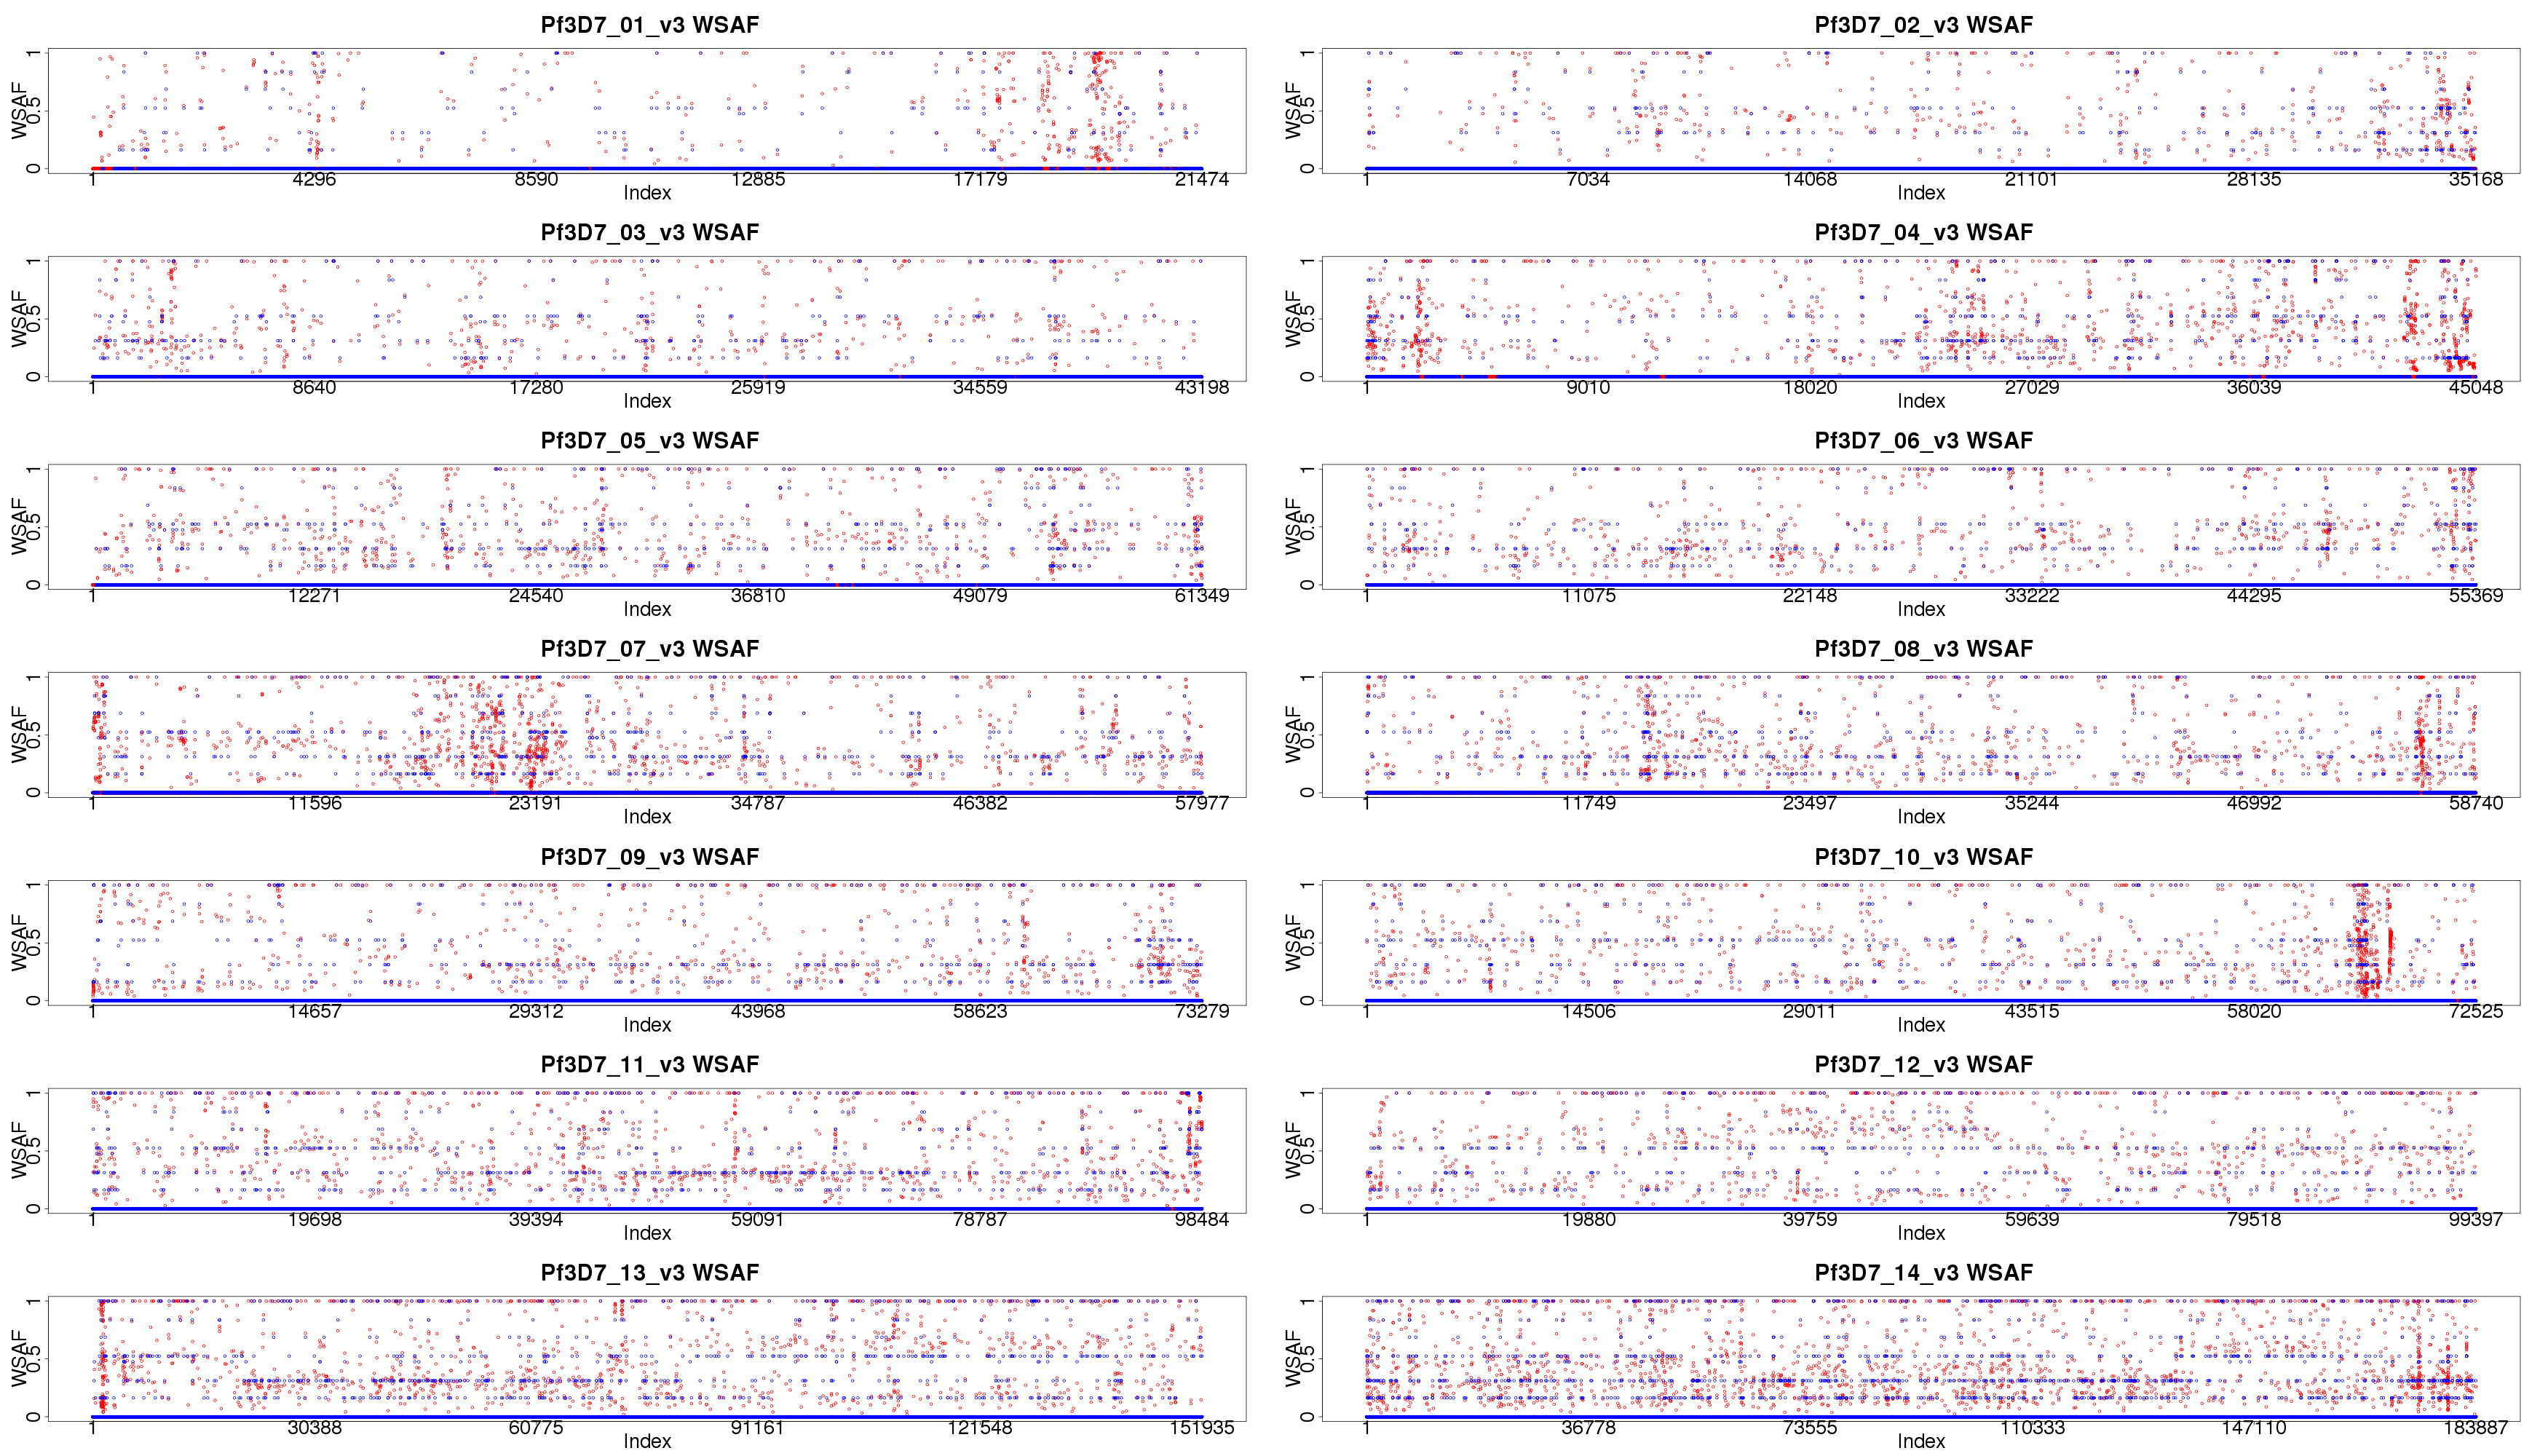 Pf3D7_01_v3 WSAF
WSAF
0 0.5 1
1 4296 8590 12885 17179 21474
Index
Pf3D7_02_v3 WSAF
WSAF
0 0.5 1
1 7034 14068 21101 28135 35168
Index
Pf3D7_03_v3 WSAF
WSAF
0 0.5 1
1 8640 17280 25919 34559 43198
Index
Pf3D7_04_v3 WSAF
WSAF
0 0.5 1
1 9010 18020 27029 36039 45048
Index
Pf3D7_05_v3 WSAF
WSAF
0 0.5 1
1 12271 24540 36810 49079 61349
Index
Pf3D7_06_v3 WSAF
WSAF
0 0.5 1
1 11075 22148 33222 44295 55369
Index
Pf3D7_07_v3 WSAF
WSAF
0 0.5 1
1 11596 23191 34787 46382 57977
Index
Pf3D7_08_v3 WSAF
WSAF
0 0.5 1
1 11749 23497 35244 46992 58740
Index
Pf3D7_09_v3 WSAF
WSAF
0 0.5 1
1 14657 29312 43968 58623 73279
Index
Pf3D7_10_v3 WSAF
WSAF
0 0.5 1
1 14506 29011 43515 58020 72525
Index
Pf3D7_11_v3 WSAF
WSAF
0 0.5 1
1 19698 39394 59091 78787 98484
Index
Pf3D7_12_v3 WSAF
WSAF
0 0.5 1
1 19880 39759 59639 79518 99397
Index
Pf3D7_13_v3 WSAF
WSAF
0 0.5 1
1 30388 60775 91161 121548 151935
Index
Pf3D7_14_v3 WSAF
WSAF
0 0.5 1
1 36778 73555 110333 147110 183887
Index